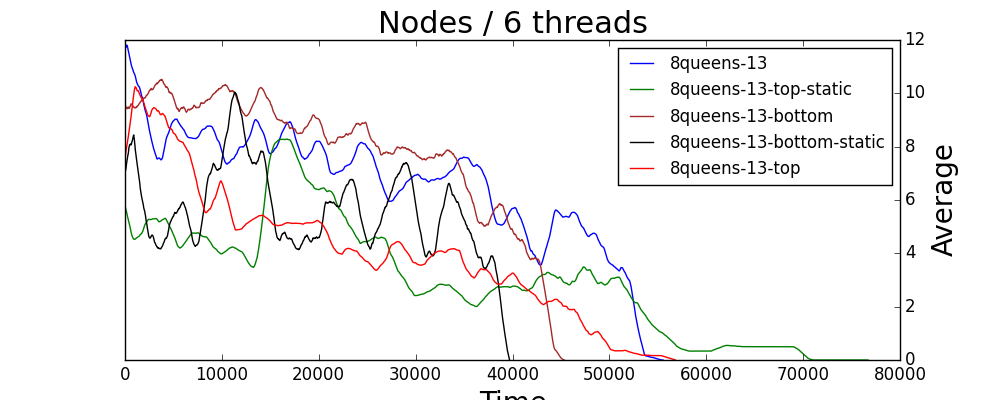 Nodes / 6 threads
8queens-13
8queens-13-top-static
8queens-13-bottom
8queens-13-bottom-static
8queens-13-top
12
10
8
6
4
2
0
Average
0 10000 20000 30000 40000 50000 60000 70000 80000
Time